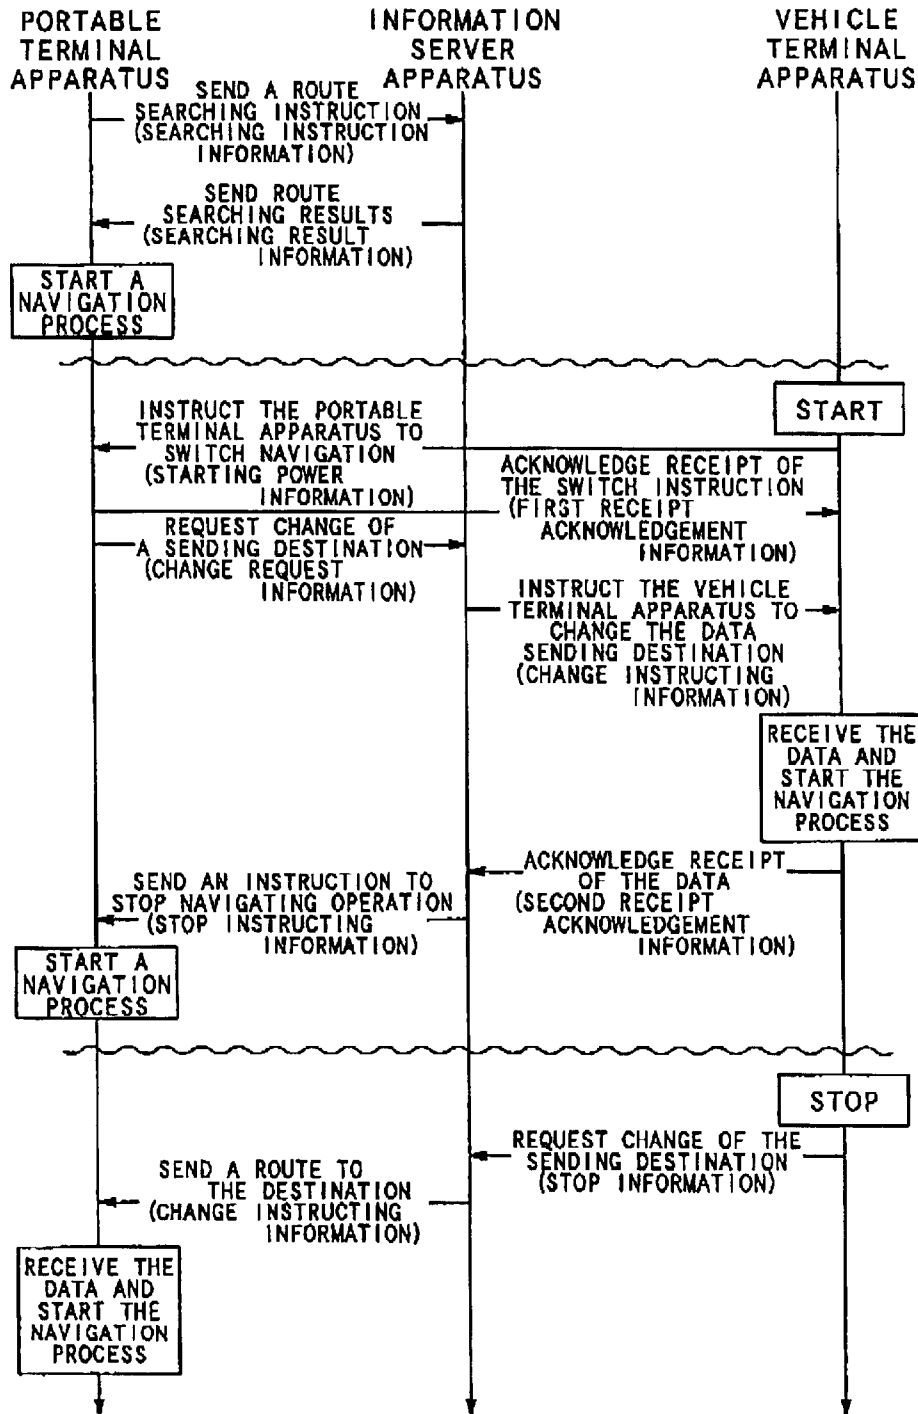 PORTABLE
TERMINAL
APPARATUS
INFORMATION
SERVER
APPARATUS
VEHICLE
TERMINAL
APPARATUS
SEND A ROUTE
SEARCHING INSTRUCTION
(SEARCHING INSTRUCTION
INFORMATION)
SEND ROUTE
SEARCHING RESULTS
(SEARCHING RESULT
INFORMATION)
START A
NAVIGATION
PROCESS
START
INSTRUCT THE PORTABLE
TERMINAL APPARATUS TO
SWITCH NAVIGATION
(STARTING POWER
INFORMATION)
ACKNOWLEDGE RECEIPT OF
THE SWITCH INSTRUCTION
(FIRST RECEIPT
ACKNOWLEDGEMENT
INFORMATION)
REQUEST CHANGE OF
A SENDING DESTINATION
(CHANGE REQUEST
INFORMATION)
INSTRUCT THE VEHICLE
TERMINAL APPARATUS TO
CHANGE THE DATA
SENDING DESTINATION
(CHANGE INSTRUCTING
INFORMATION)
RECEIVE THE
DATA AND
START THE
NAVIGATION
PROCESS
ACKNOWLEDGE RECEIPT
OF THE DATA
(SECOND RECEIPT
ACKNOWLEDGEMENT
INFORMATION)
SEND AN INSTRUCTION TO
STOP NAVIGATING OPERATION
(STOP INSTRUCTING
INFORMATION)
START A
NAVIGATION
PROCESS
STOP
REQUEST CHANGE OF THE
SENDING DESTINATION
(STOP INFORMATION)
SEND A ROUTE TO
THE DESTINATION
(CHANGE INSTRUCTING
INFORMATION)
RECEIVE THE
DATA AND
START THE
NAVIGATION
PROCESS